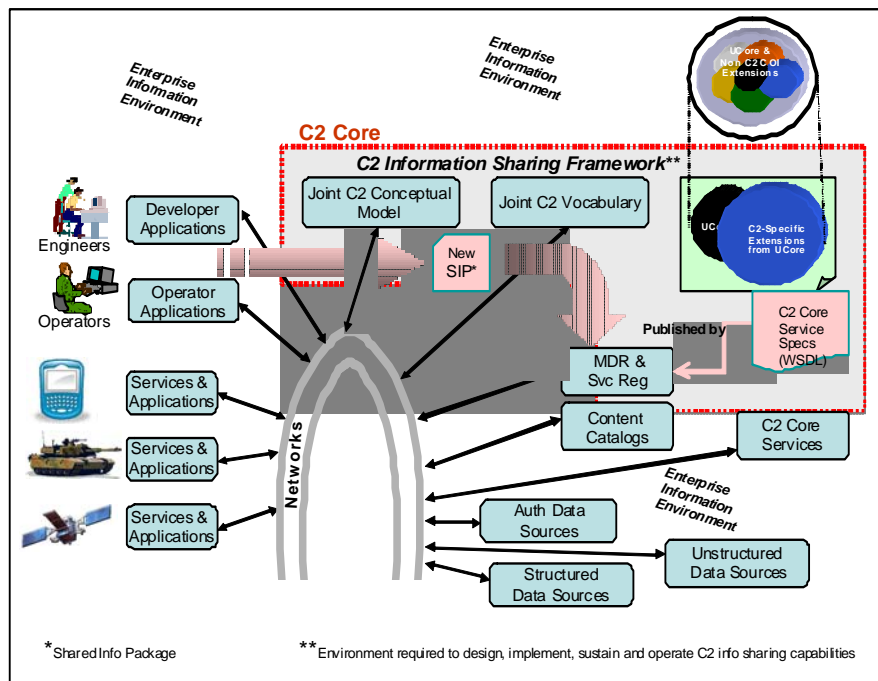 Enterprise
Information
Environment
Enterprise
Information
Environment
UCore &
Non C2 COI
Extensions
C2 Core
C2 Information Sharing Framework**
Engineers
Developer
Applications
Joint C2 Conceptual
Model
Joint C2 Vocabulary
C2-Specific
Extensions
from UCore
New
SIP*
Operators
Operator
Applications
Published by
C2 Core
Service
Specs
(WSDL)
MDR &
Svc Reg
Services &
Applications
Content
Catalogs
C2 Core
Services
Networks
Services &
Applications
Enterprise
Information
Environment
Services &
Applications
Auth Data
Sources
Unstructured
Data Sources
Structured
Data Sources
*Shared Info Package
**Environment required to design, implement, sustain and operate C2 info sharing capabilities